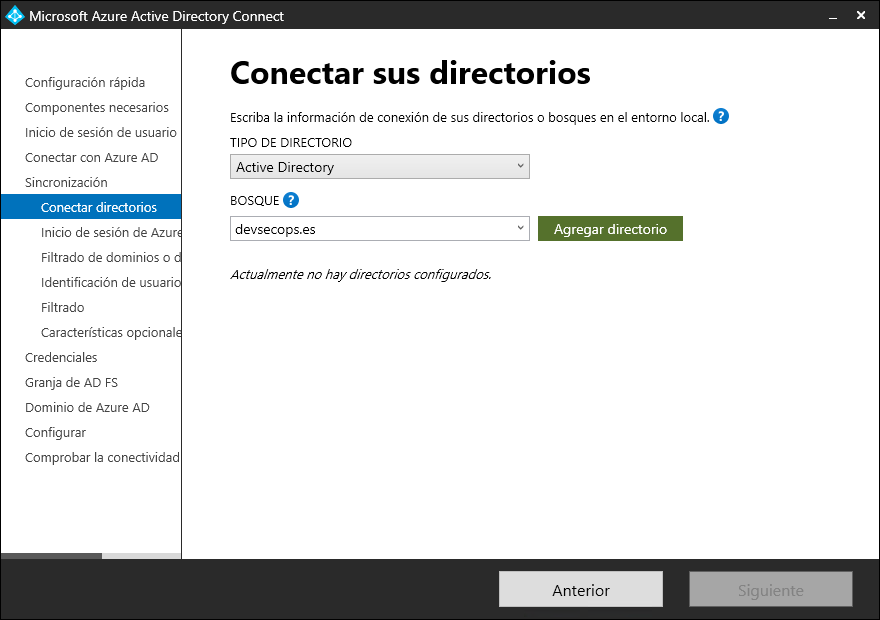 Microsoft Azure Active Directory Connect
Configuración rápida
Componentes necesarios
Inicio de sesión de usuario
Conectar con Azure AD
Sincronización
Conectar directorios
Inicio de sesión de Azure
Filtrado de dominios o d
Identificación de usuario
Filtrado
Características opcionale
Credenciales
Granja de AD FS
Dominio de Azure AD
Configurar
Comprobar la conectividad
Conectar sus directorios
Escriba la información de conexión de sus directorios o bosques en el entorno local. ?
TIPO DE DIRECTORIO
Active Directory
BOSQUE ?
devsecops.es
Agregar directorio
Actualmente no hay directorios configurados.
Anterior
Siguiente